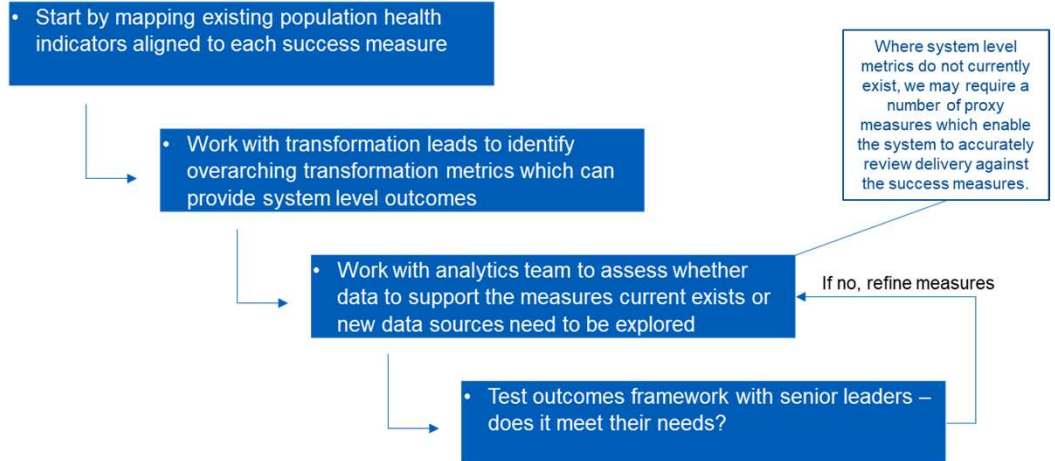 • Start by mapping existing population health
indicators aligned to each success measure
Where system level
metrics do not currently
exist, we may require a
number of proxy
measures which enable
the system to accurately
review delivery against
the success measures.
• Work with transformation leads to identify
overarching transformation metrics which can
provide system level outcomes
• Work with analytics team to assess whether
data to support the measures current exists or
new data sources need to be explored
If no, refine measures
• Test outcomes framework with senior leaders –
does it meet their needs?